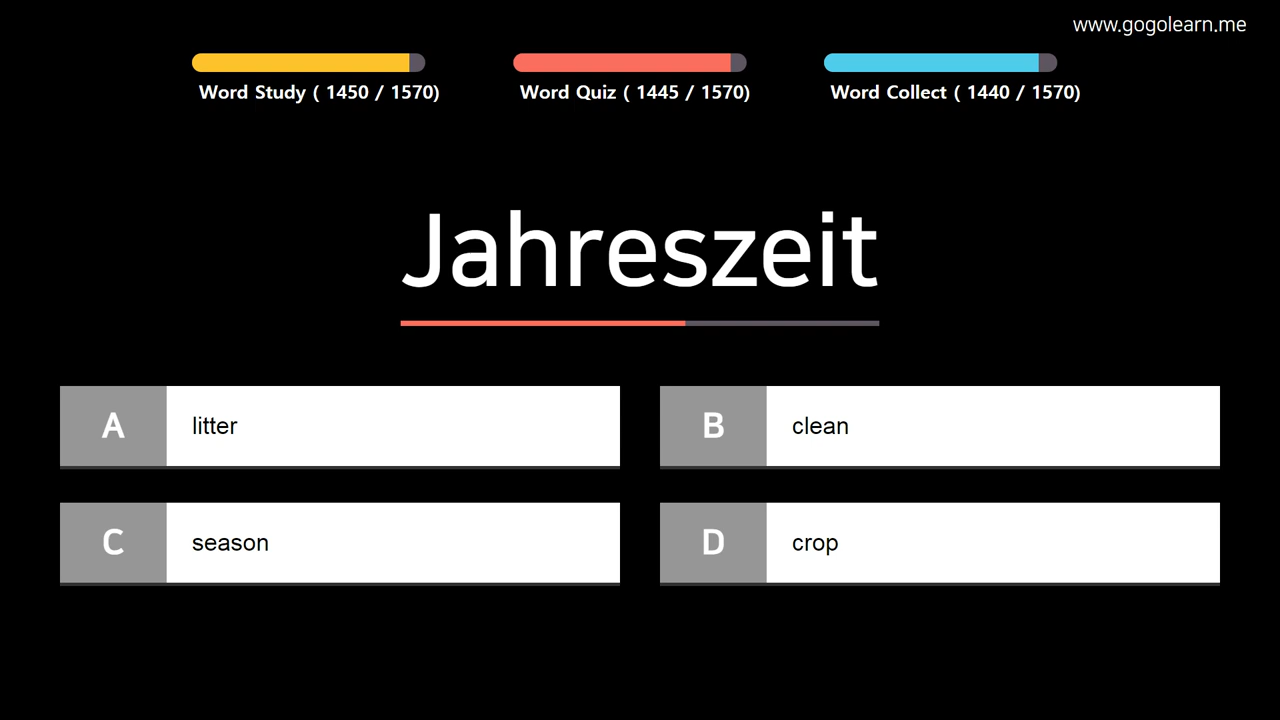 www.gogolearn.me
Word Study ( 1450 / 1570)
Word Quiz ( 1445 / 1570)
Word Collect ( 1440 / 1570)
Jahreszeit
A litter
B clean
C season
D crop